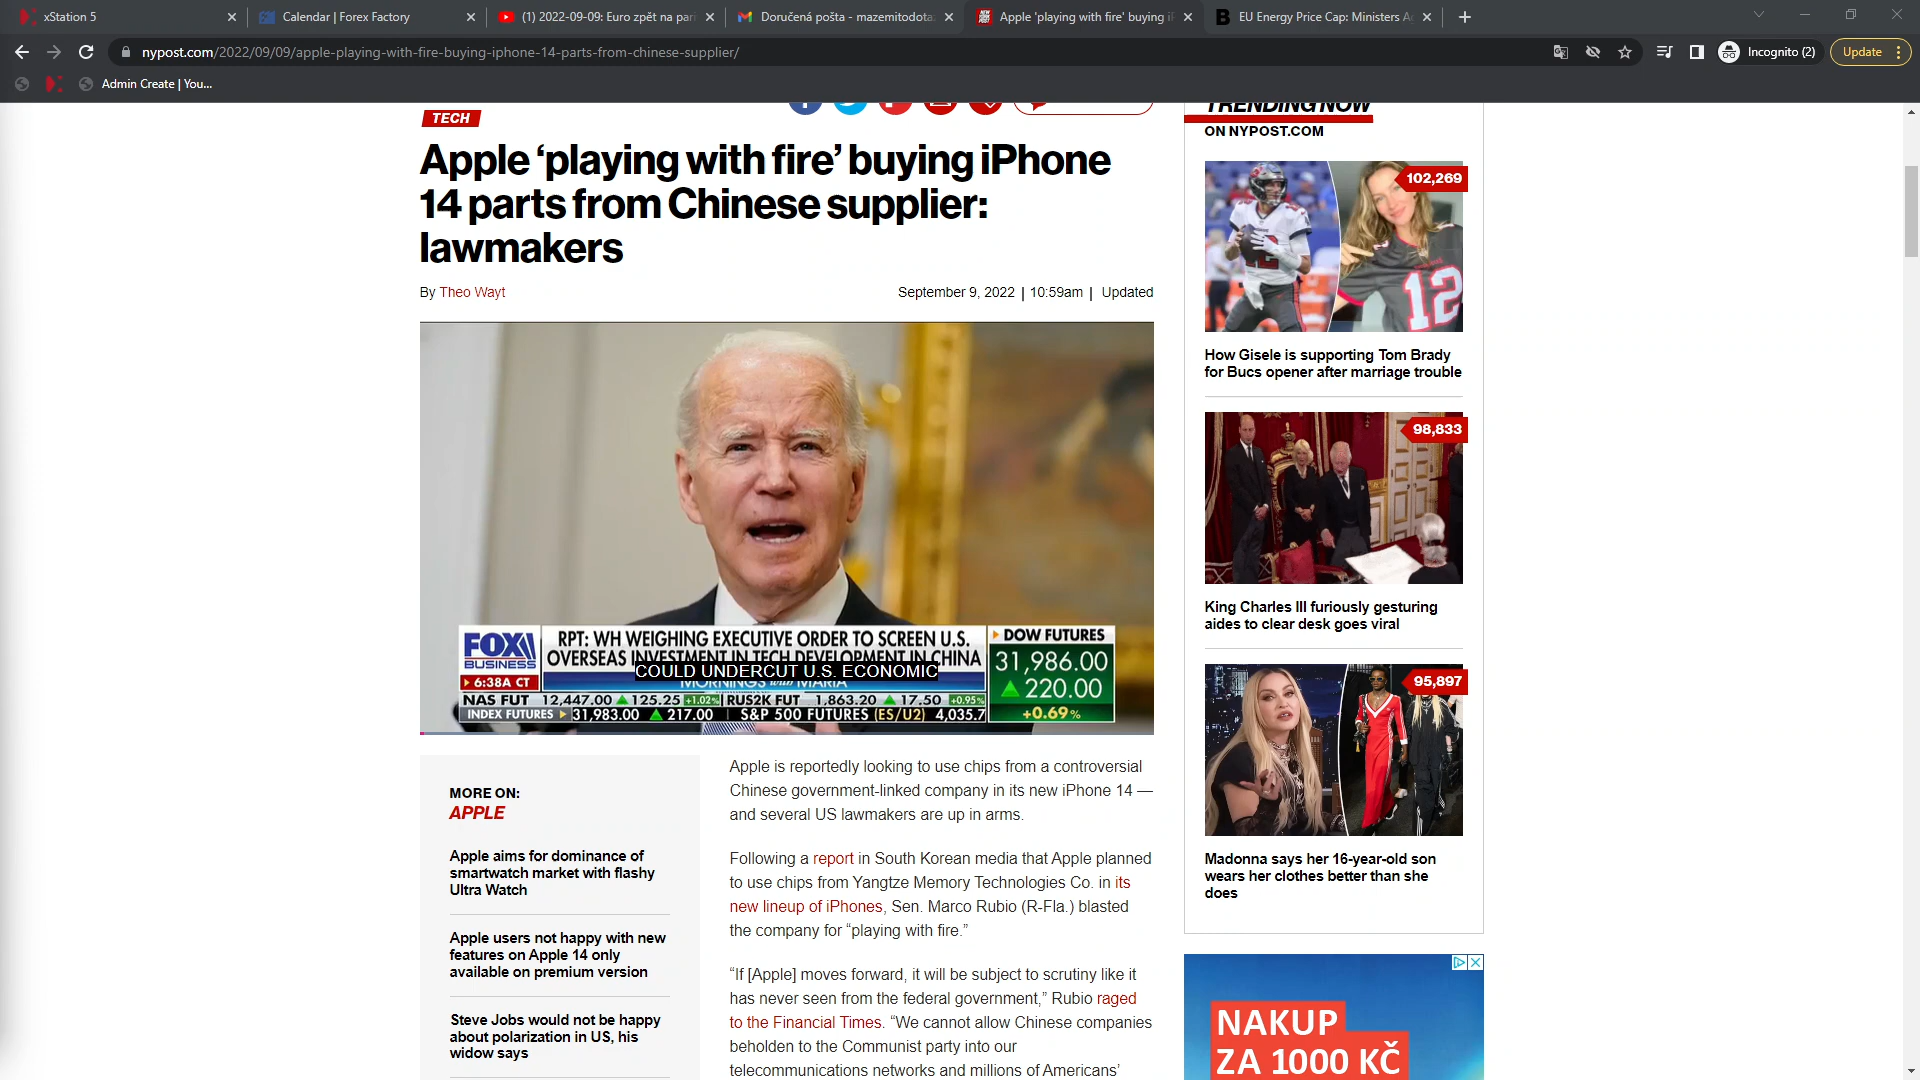 xStation 5
Calendar | Forex Factory
(1) 2022-09-09: Euro zpět na par
Doručená pošta - mazemitodota
Apple 'playing with fire' buying i
EU Energy Price Cap: Ministers A
nypost.com/2022/09/09/apple-playing-with-fire-buying-iphone-14-parts-from-chinese-supplier/
Incognito (2)
Update
Admin Create | You...
TECH
Apple ‘playing with fire’ buying iPhone
14 parts from Chinese supplier:
lawmakers
By Theo Wayt
September 9, 2022 | 10:59am | Updated
FOX
BUSINESS
6:38A CT
RPT: WH WEIGHING EXECUTIVE ORDER TO SCREEN U.S.
OVERSEAS INVESTMENT IN TECH DEVELOPMENT IN CHINA
COULD UNDERCUT U.S. ECONOMIC
MORNINGS with MARIA
DOW FUTURES
31,986.00
220.00
+0.69%
NAS FUT 12,447.00 125.25 +1.02% RUS2K FUT 1,863.20 17.50 +0.95%
INDEX FUTURES 31,983.00 217.00 S&P 500 FUTURES (ES/U2) 4,035.7
MORE ON:
APPLE
Apple aims for dominance of
smartwatch market with flashy
Ultra Watch
Apple users not happy with new
features on Apple 14 only
available on premium version
Steve Jobs would not be happy
about polarization in US, his
widow says
Apple is reportedly looking to use chips from a controversial
Chinese government-linked company in its new iPhone 14 —
and several US lawmakers are up in arms.
Following a report in South Korean media that Apple planned
to use chips from Yangtze Memory Technologies Co. in its
new lineup of iPhones, Sen. Marco Rubio (R-Fla.) blasted
the company for “playing with fire.”
“If [Apple] moves forward, it will be subject to scrutiny like it
has never seen from the federal government,” Rubio raged
to the Financial Times. “We cannot allow Chinese companies
beholden to the Communist party into our
telecommunications networks and millions of Americans’
TRENDING NOW
ON NYPOST.COM
102,269
12
How Gisele is supporting Tom Brady
for Bucs opener after marriage trouble
98,833
King Charles III furiously gesturing
aides to clear desk goes viral
95,897
Madonna says her 16-year-old son
wears her clothes better than she
does
NAKUP
ZA 1000 KČ